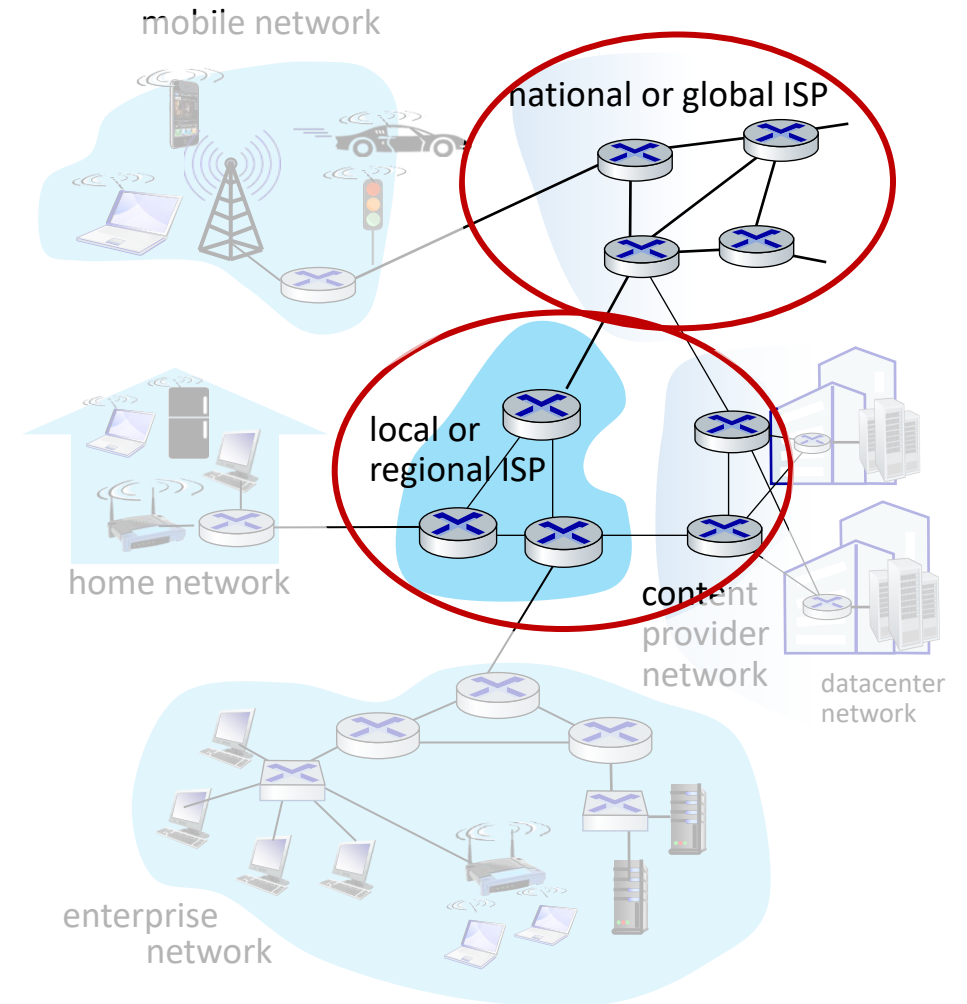 mobile network
national or global ISP
local or
regional ISP
home network
content
provider
network
datacenter
network
enterprise
network